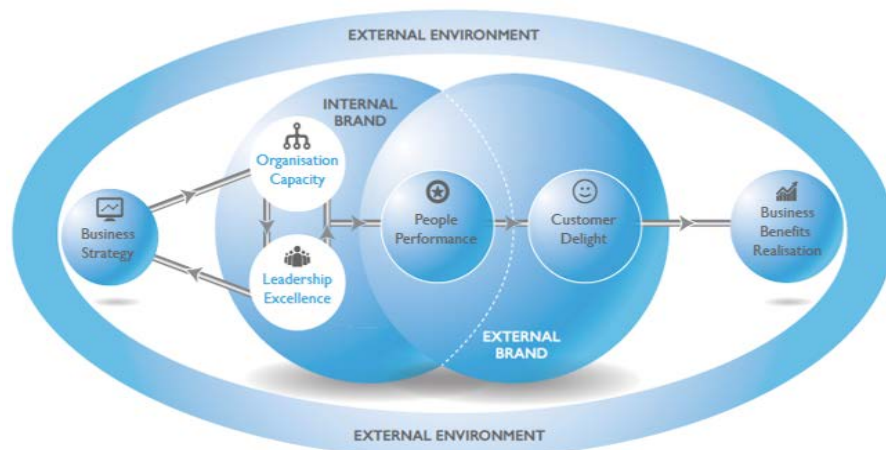 EXTERNAL ENVIRONMENT
INTERNAL
BRAND
Organisation
Capacity
Business
Strategy
Leadership
Excellence
People
Performance
Customer
Delight
Business
Benefits
Realisation
EXTERNAL
BRAND
EXTERNAL ENVIRONMENT